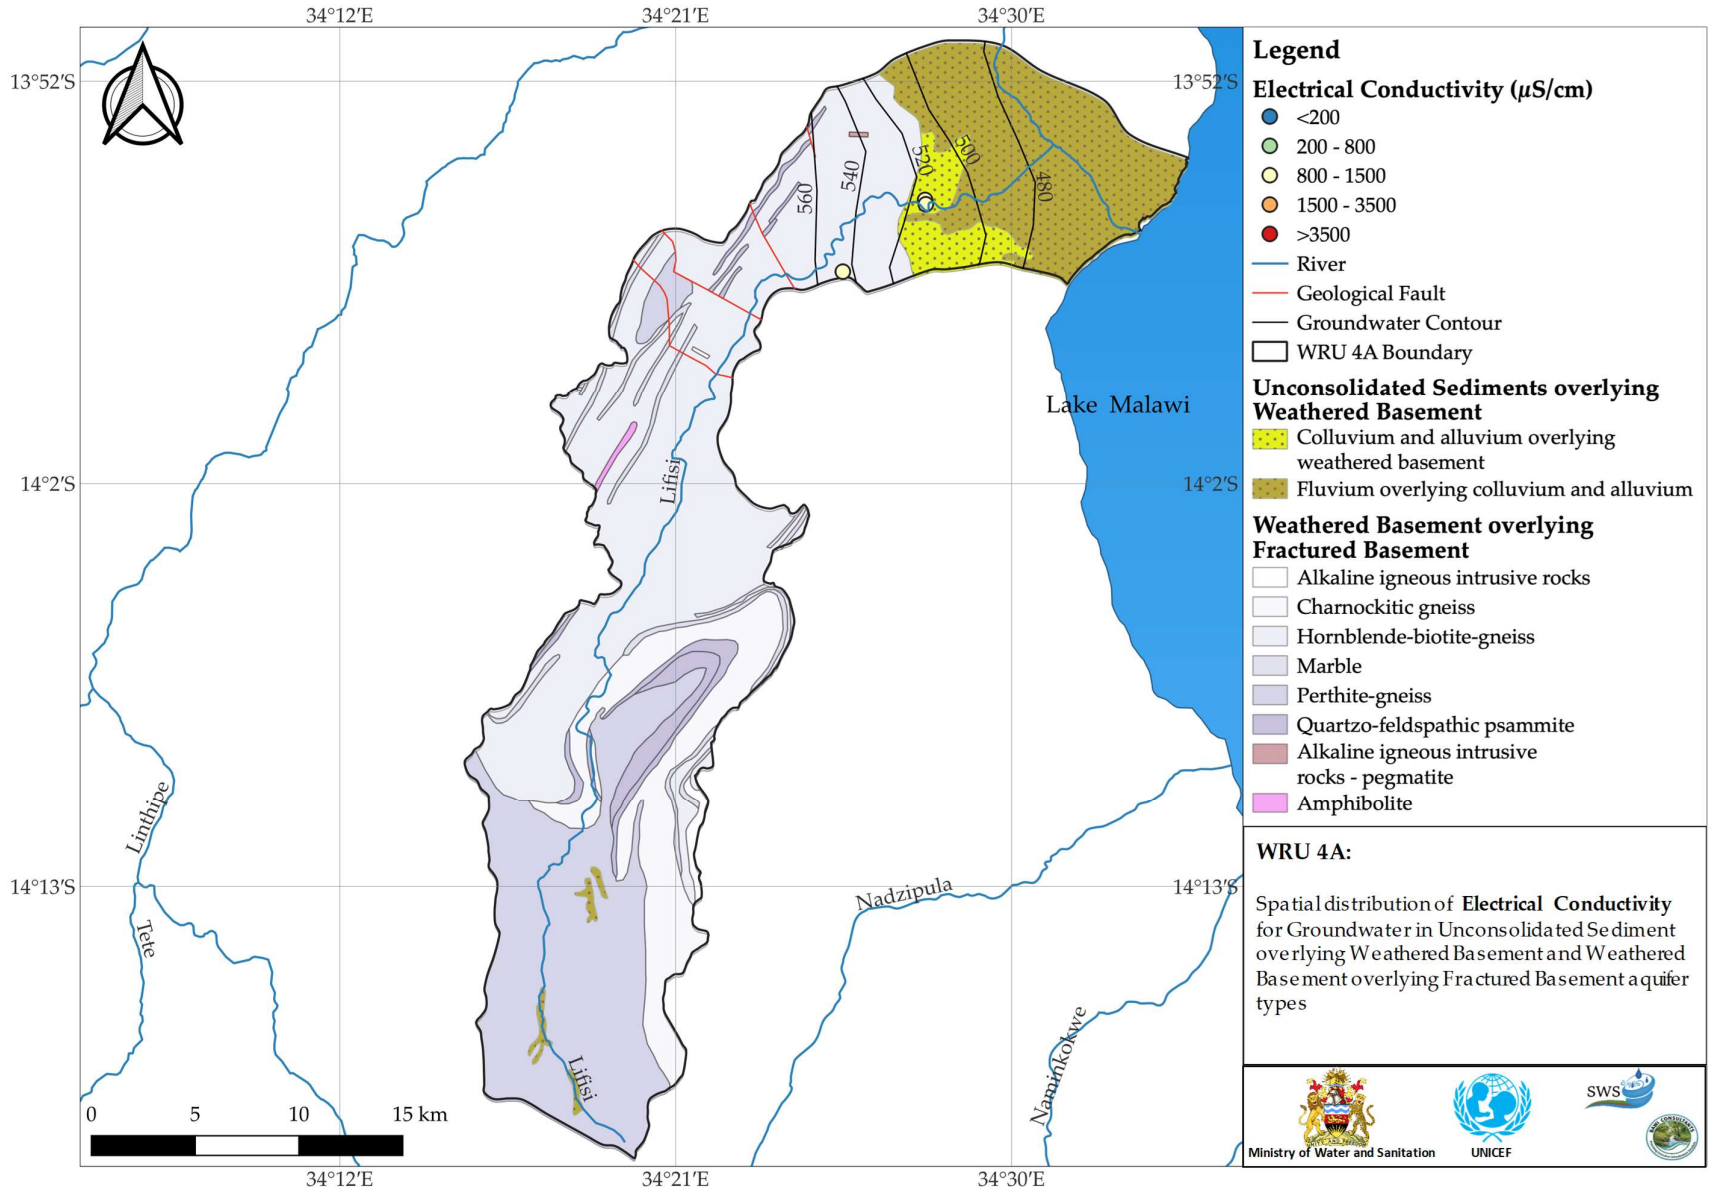 34°12'E
34°21'E
34°30'E
13°52'S
13°52'S
560
540
520
500
480
Lake Malawi
14°2'S
14°2'S
Lifisi
Linthipe
Tete
14°13'S
14°13'S
Nadzipula
Naminkokwe
Lifisi
0 5 10 15 km
34°12'E
34°21'E
34°30'E
Legend
Electrical Conductivity (µS/cm)
<200
200 - 800
800 - 1500
1500 - 3500
>3500
River
Geological Fault
Groundwater Contour
WRU 4A Boundary
Unconsolidated Sediments overlying
Weathered Basement
Colluvium and alluvium overlying
weathered basement
Fluvium overlying colluvium and alluvium
Weathered Basement overlying
Fractured Basement
Alkaline igneous intrusive rocks
Charnockitic gneiss
Hornblende-biotite-gneiss
Marble
Perthite-gneiss
Quartzo-feldspathic psammite
Alkaline igneous intrusive
rocks - pegmatite
Amphibolite
WRU 4A:
Spatial distribution of Electrical Conductivity
for Groundwater in Unconsolidated Sediment
overlying Weathered Basement and Weathered
Basement overlying Fractured Basement aquifer
types
Ministry of Water and Sanitation
UNICEF
SWS